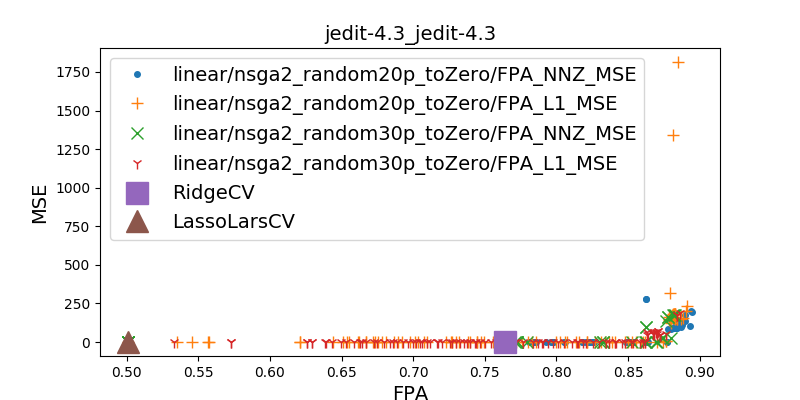 jedit-4.3_jedit-4.3
MSE
1750
1500
1250
1000
750
500
250
0
linear/nsga2_random20p_toZero/FPA_NNZ_MSE
linear/nsga2_random20p_toZero/FPA_L1_MSE
linear/nsga2_random30p_toZero/FPA_NNZ_MSE
linear/nsga2_random30p_toZero/FPA_L1_MSE
RidgeCV
LassoLarsCV
0.50 0.55 0.60 0.65 0.70 0.75 0.80 0.85 0.90
FPA